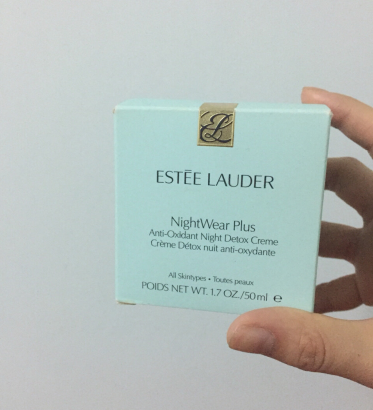 EL
ESTĒE LAUDER
NightWear Plus
Anti-Oxidant Night Detox Creme
Crème Détox nuit anti-oxydante
All Skintypes • Toutes peaux
POIDS NET WT. 1.7 OZ./50 ml e